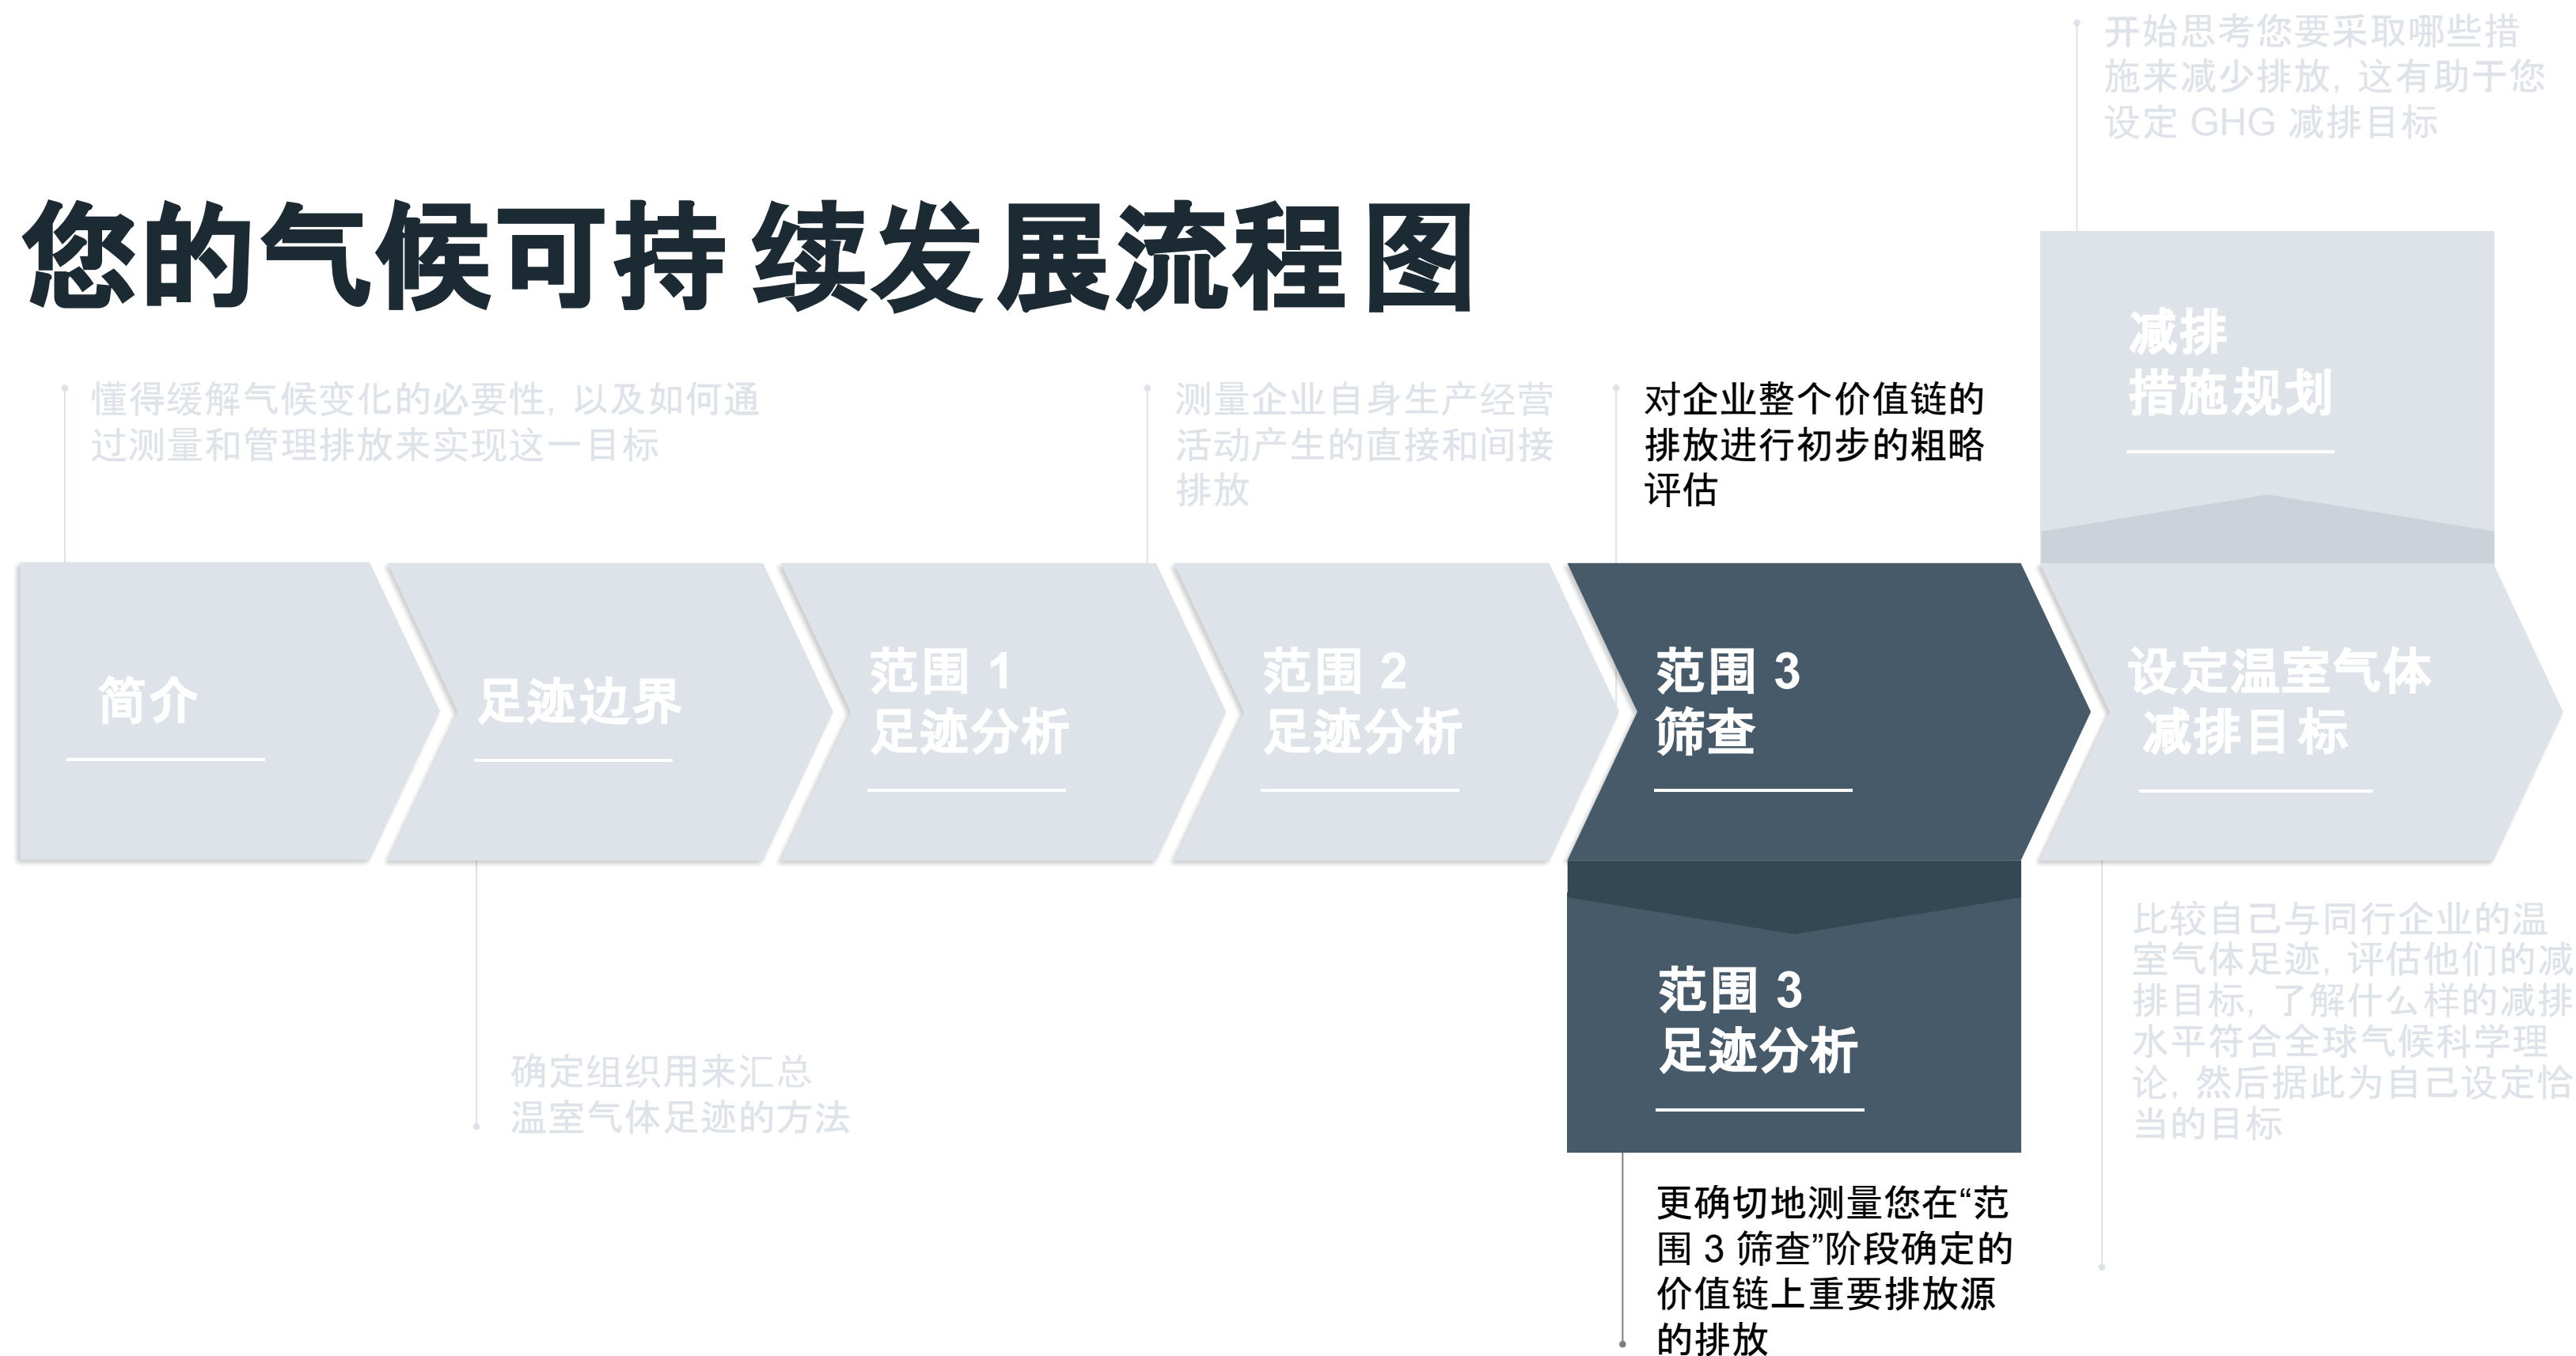 开始思考您要采取哪些措
施来减少排放, 这有助于您
设定 GHG 减排目标
您的气候可持续发展流程图
懂得缓解气候变化的必要性, 以及如何通
过测量和管理排放来实现这一目标
测量企业自身生产经营
活动产生的直接和间接
排放
对企业整个价值链的
排放进行初步的粗略
评估
减排
措施规划
简介
足迹边界
范围 1
足迹分析
范围 2
足迹分析
范围 3
筛查
设定温室气体
减排目标
范围 3
足迹分析
确定组织用来汇总
温室气体足迹的方法
比较自己与同行企业的温
室气体足迹, 评估他们的减
排目标, 了解什么样的减排
水平符合全球气候科学理
论, 然后据此为自己设定恰
当的目标
更确切地测量您在“范
围 3 筛查”阶段确定的
价值链上重要排放源
的排放